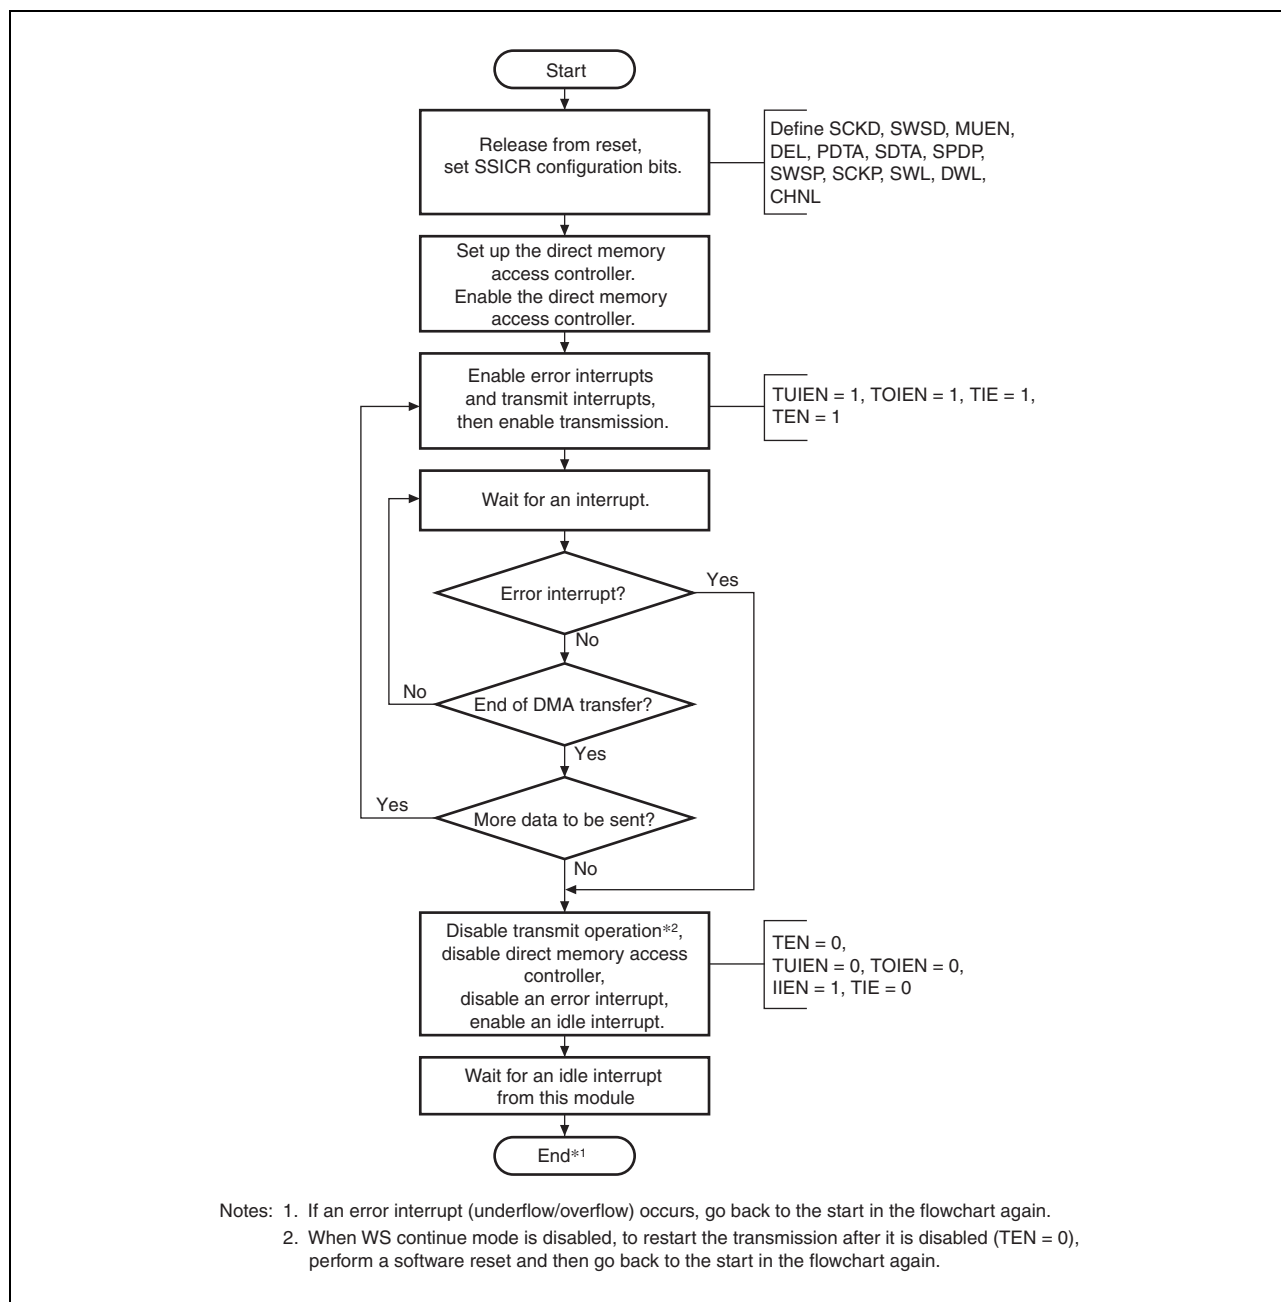 Start
Release from reset,
set SSICR configuration bits.
Define SCKD, SWSD, MUEN,
DEL, PDTA, SDTA, SPDP,
SWSP, SCKP, SWL, DWL,
CHNL
Set up the direct memory
access controller.
Enable the direct memory
access controller.
Enable error interrupts
and transmit interrupts,
then enable transmission.
TUIEN = 1, TOIEN = 1, TIE = 1,
TEN = 1
Wait for an interrupt.
Error interrupt?
Yes
No
End of DMA transfer?
No
Yes
More data to be sent?
Yes
No
Disable transmit operation*2,
disable direct memory access
controller,
disable an error interrupt,
enable an idle interrupt.
TEN = 0,
TUIEN = 0, TOIEN = 0,
IIEN = 1, TIE = 0
Wait for an idle interrupt
from this module
End*1
Notes: 1. If an error interrupt (underflow/overflow) occurs, go back to the start in the flowchart again.
2. When WS continue mode is disabled, to restart the transmission after it is disabled (TEN = 0),
perform a software reset and then go back to the start in the flowchart again.